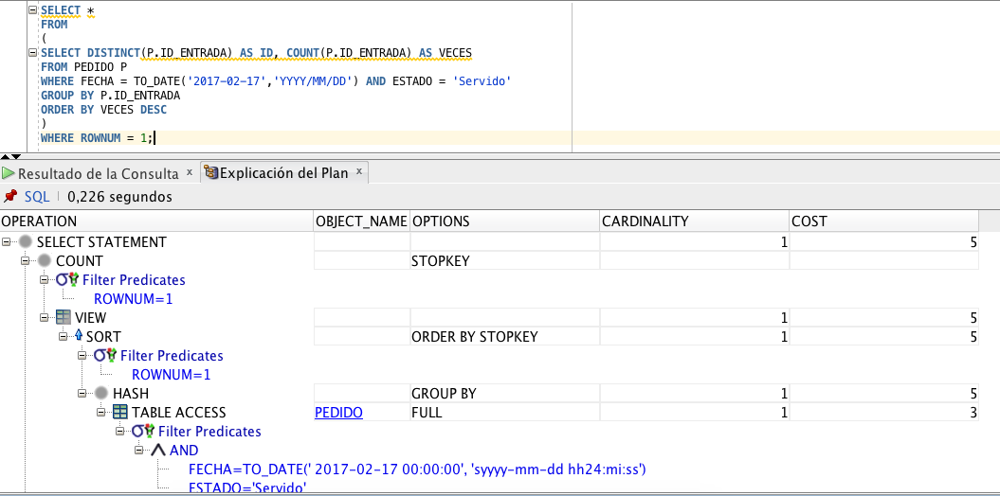 SELECT *
FROM
(
SELECT DISTINCT(P.ID_ENTRADA) AS ID, COUNT(P.ID_ENTRADA) AS VECES
FROM PEDIDO P
WHERE FECHA = TO_DATE('2017-02-17','YYYY/MM/DD') AND ESTADO = 'Servido'
GROUP BY P.ID_ENTRADA
ORDER BY VECES DESC
)
WHERE ROWNUM = 1;
Resultado de la Consulta x Explicación del Plan x
SQL | 0,226 segundos
OPERATION OBJECT_NAME OPTIONS CARDINALITY COST
SELECT STATEMENT 1 5
COUNT STOPKEY
Filter Predicates
ROWNUM=1
VIEW 1 5
SORT ORDER BY STOPKEY 1 5
Filter Predicates
ROWNUM=1
HASH GROUP BY 1 5
TABLE ACCESS PEDIDO FULL 1 3
Filter Predicates
AND
FECHA=TO_DATE(' 2017-02-17 00:00:00', 'syyyy-mm-dd hh24:mi:ss')
ESTADO='Servido'